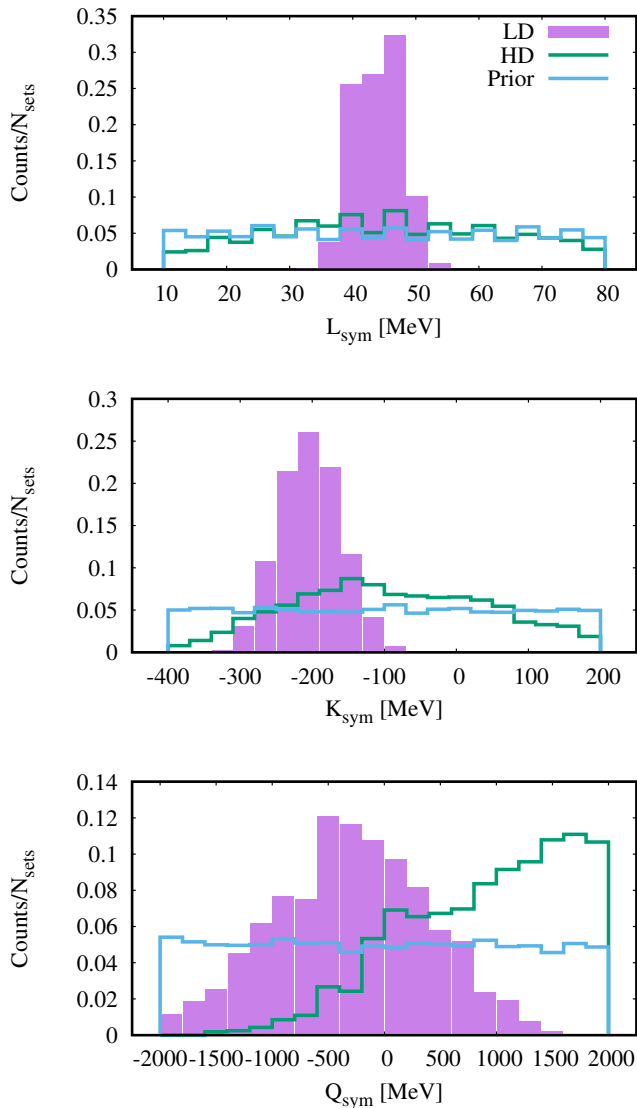 0.35
0.3
0.25
0.2
0.15
0.1
0.05
0
Counts/N_sets
LD
HD
Prior
10 20 30 40 50 60 70 80
L_sym [MeV]
0.3
0.25
0.2
0.15
0.1
0.05
0
Counts/N_sets
-400 -300 -200 -100 0 100 200
K_sym [MeV]
0.14
0.12
0.1
0.08
0.06
0.04
0.02
0
Counts/N_sets
-2000 -1500 -1000 -500 0 500 1000 1500 2000
Q_sym [MeV]